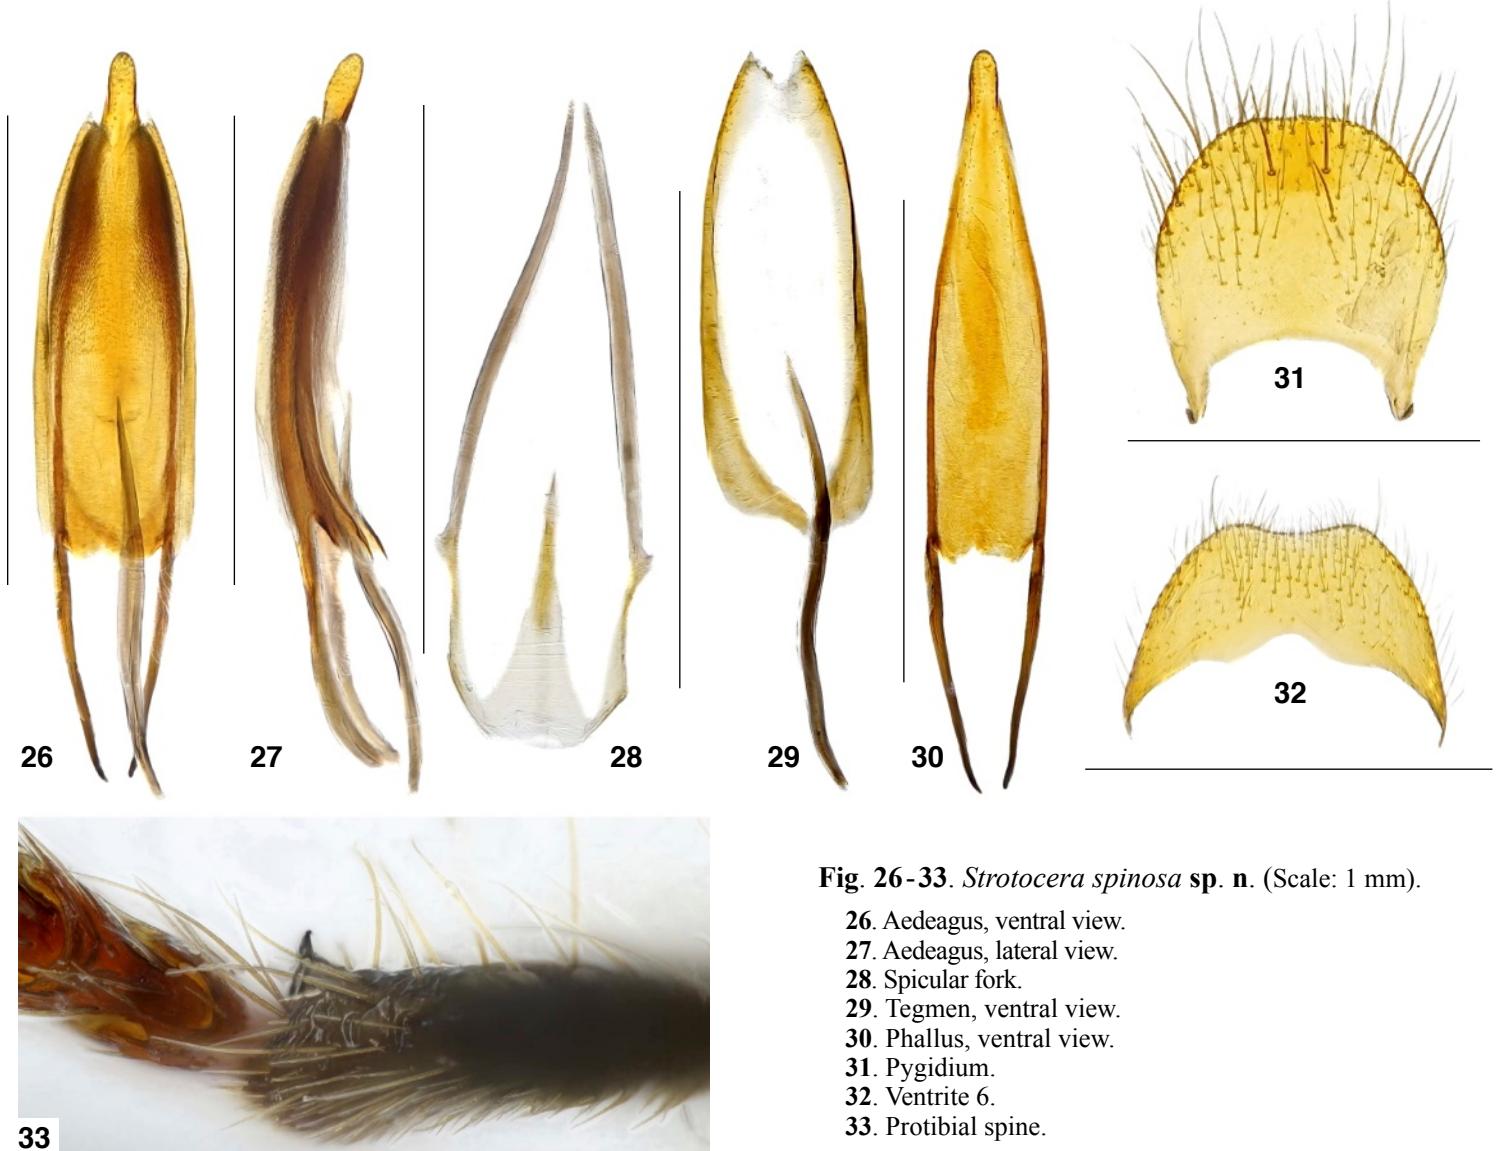 31
32
26
27
28
29
30
33
Fig. 26-33. Strotocera spinosa sp. n. (Scale: 1 mm).
26. Aedeagus, ventral view.
27. Aedeagus, lateral view.
28. Spicular fork.
29. Tegmen, ventral view.
30. Phallus, ventral view.
31. Pygidium.
32. Ventrite 6.
33. Protibial spine.